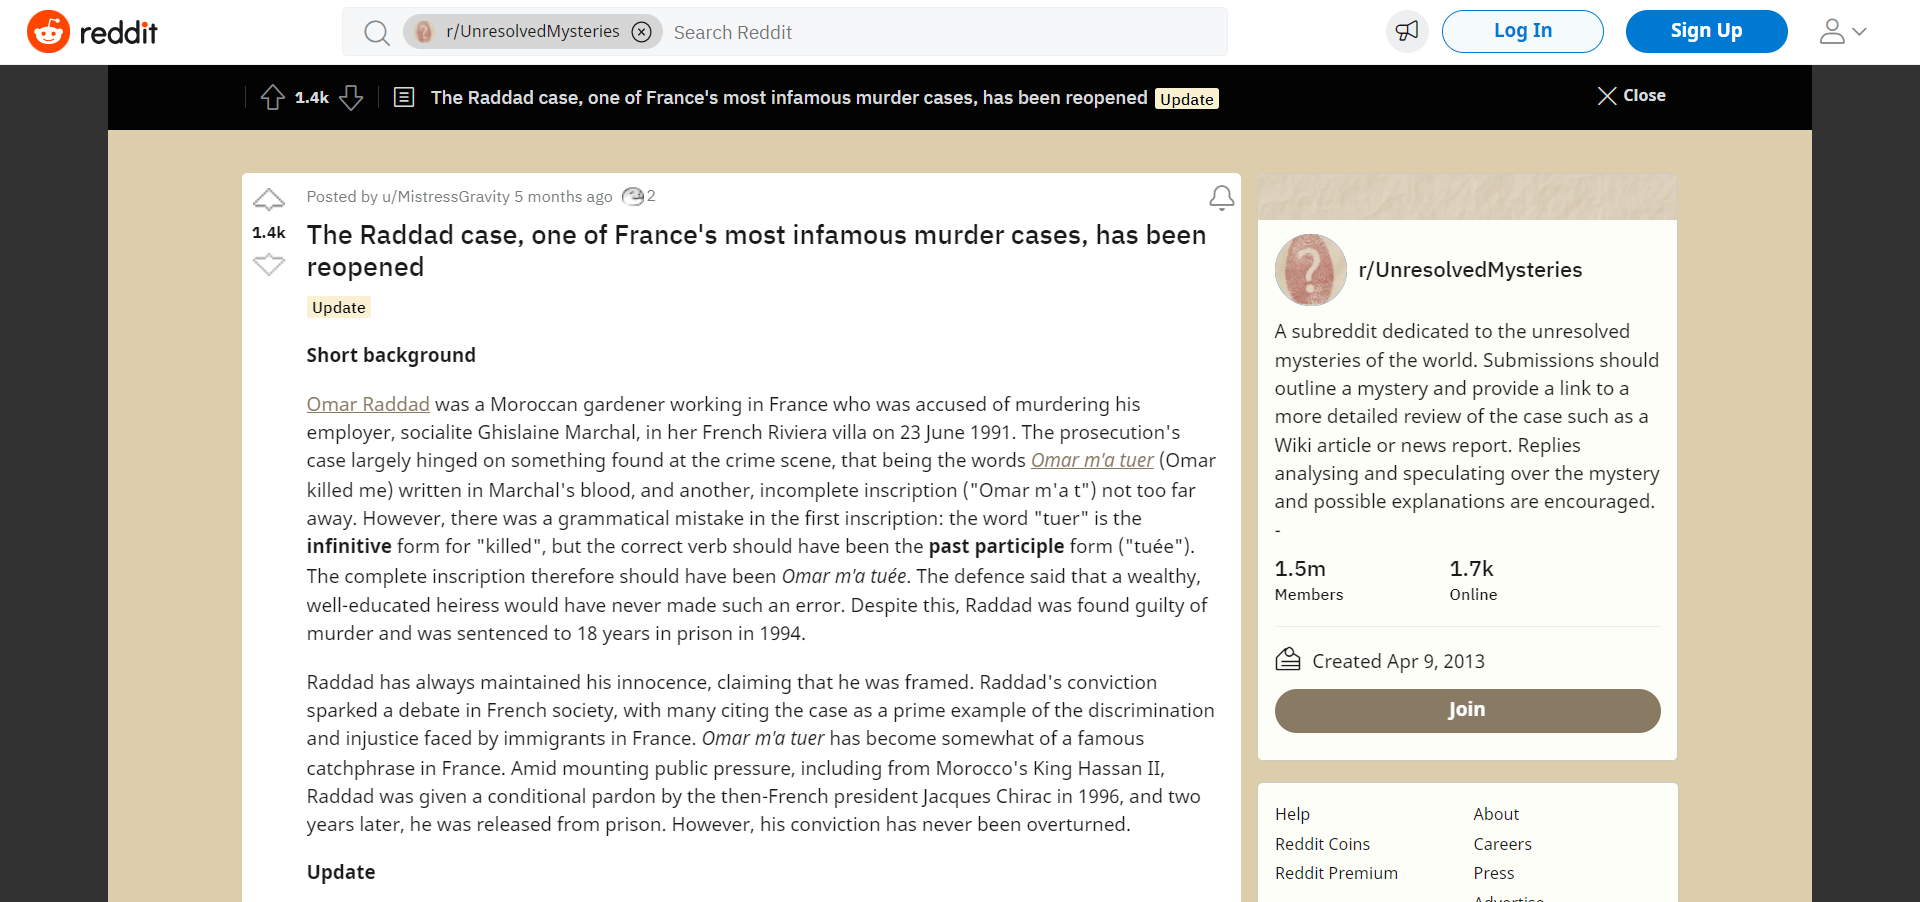 reddit
r/UnresolvedMysteries
Search Reddit
Log In
Sign Up
1.4k
The Raddad case, one of France's most infamous murder cases, has been reopened Update
Close
Posted by u/MistressGravity 5 months ago 2
1.4k
The Raddad case, one of France's most infamous murder cases, has been
reopened
Update
Short background
Omar Raddad was a Moroccan gardener working in France who was accused of murdering his
employer, socialite Ghislaine Marchal, in her French Riviera villa on 23 June 1991. The prosecution's
case largely hinged on something found at the crime scene, that being the words Omar m'a tuer (Omar
killed me) written in Marchal's blood, and another, incomplete inscription ("Omar m'a t") not too far
away. However, there was a grammatical mistake in the first inscription: the word "tuer" is the
infinitive form for "killed", but the correct verb should have been the past participle form ("tuée").
The complete inscription therefore should have been Omar m'a tuée. The defence said that a wealthy,
well-educated heiress would have never made such an error. Despite this, Raddad was found guilty of
murder and was sentenced to 18 years in prison in 1994.
Raddad has always maintained his innocence, claiming that he was framed. Raddad's conviction
sparked a debate in French society, with many citing the case as a prime example of the discrimination
and injustice faced by immigrants in France. Omar m'a tuer has become somewhat of a famous
catchphrase in France. Amid mounting public pressure, including from Morocco's King Hassan II,
Raddad was given a conditional pardon by the then-French president Jacques Chirac in 1996, and two
years later, he was released from prison. However, his conviction has never been overturned.
Update
r/UnresolvedMysteries
A subreddit dedicated to the unresolved
mysteries of the world. Submissions should
outline a mystery and provide a link to a
more detailed review of the case such as a
Wiki article or news report. Replies
analysing and speculating over the mystery
and possible explanations are encouraged.
-
1.5m
Members
1.7k
Online
Created Apr 9, 2013
Join
Help
About
Reddit Coins
Careers
Reddit Premium
Press
Advertise